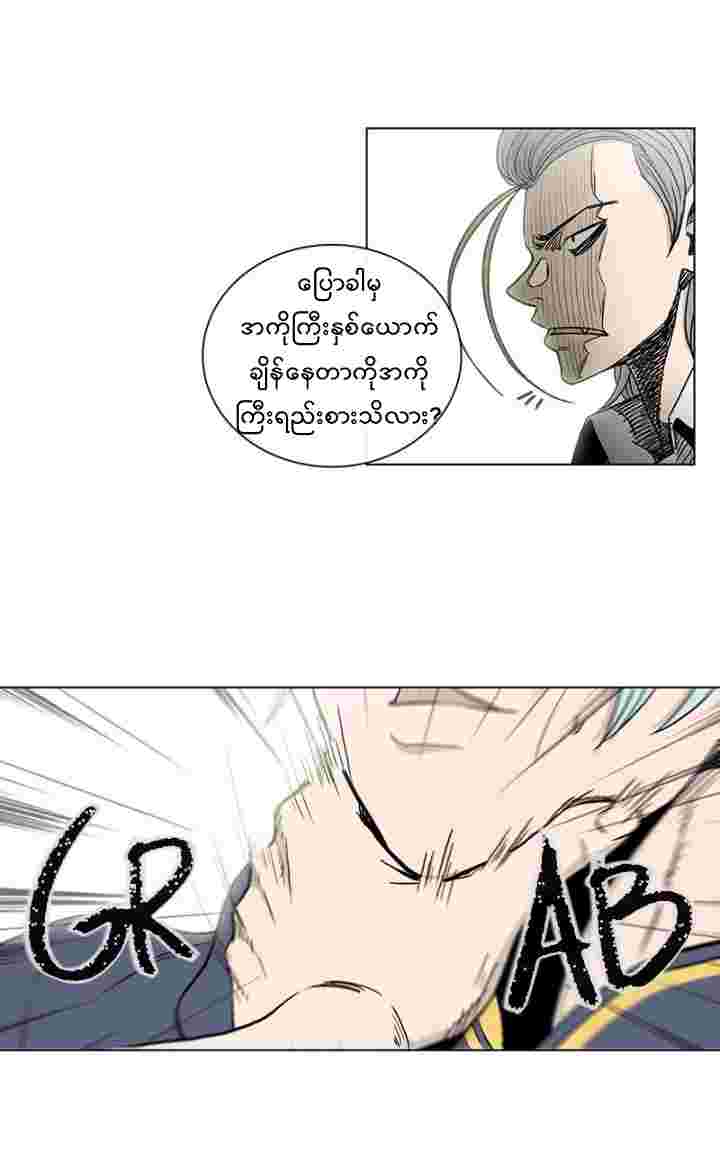 ပြောခါမှ
အကိုကြီးနှစ်ယောက်
ချိန်နေတာကိုအကို
ကြီးရည်းစားသိလား?
GR
AB